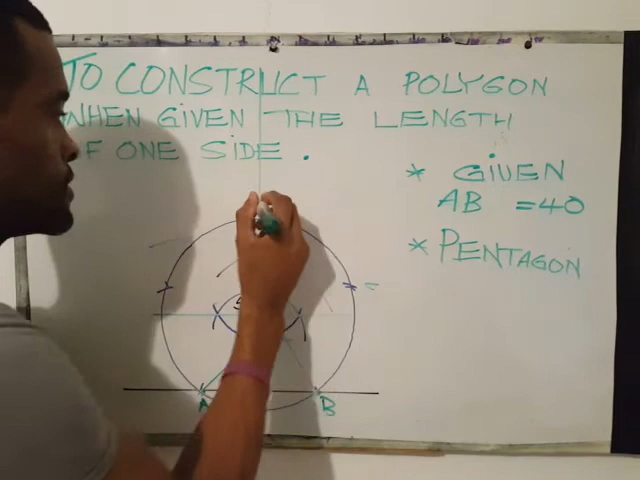 TO CONSTRUCT A POLYGON
WHEN GIVEN THE LENGTH
OF ONE SIDE .
* GIVEN
AB = 40
* PENTAGON
A
B